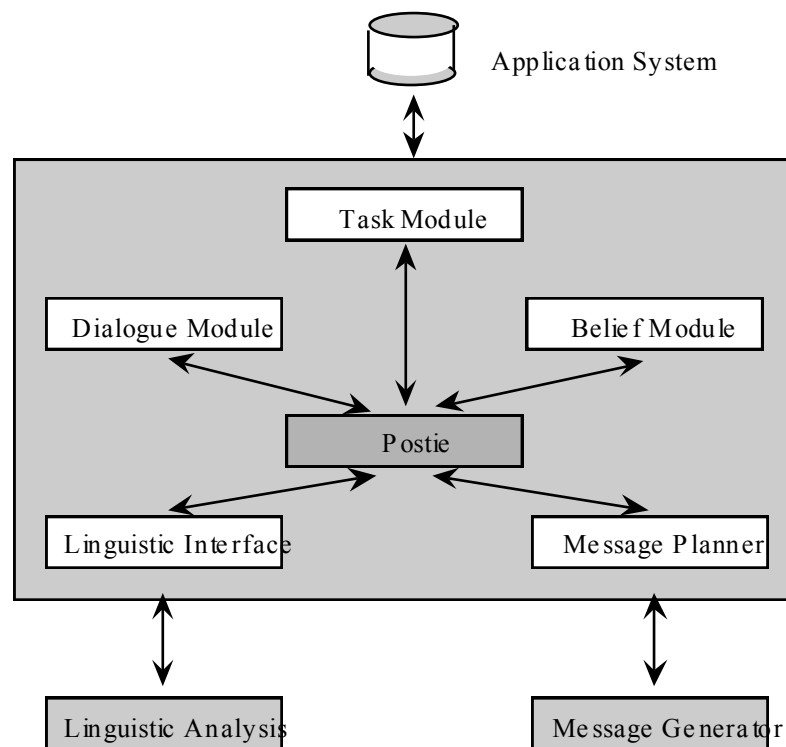 Application System
Task Module
Dialogue Module
Belief Module
Postie
Linguistic Interface
Message Planner
Linguistic Analysis
Message Generator